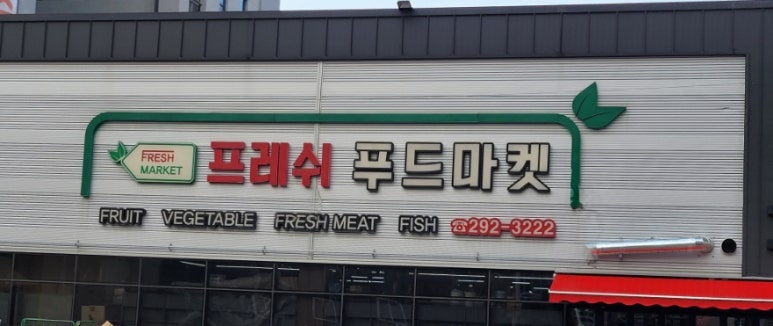 FRESH
MARKET
프레쉬 푸드마켓
FRUIT VEGETABLE FRESH MEAT FISH ☎292-3222